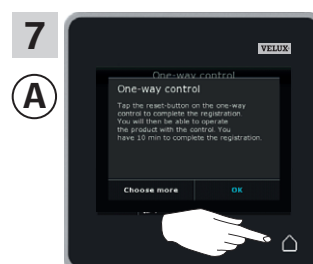 7
A
VELUX
One-way control
One-way control
Tap the reset-button on the one-way
control to complete the registration.
You will then be able to operate
the product with the control. You
have 10 min to complete the registration.
Choose more
OK